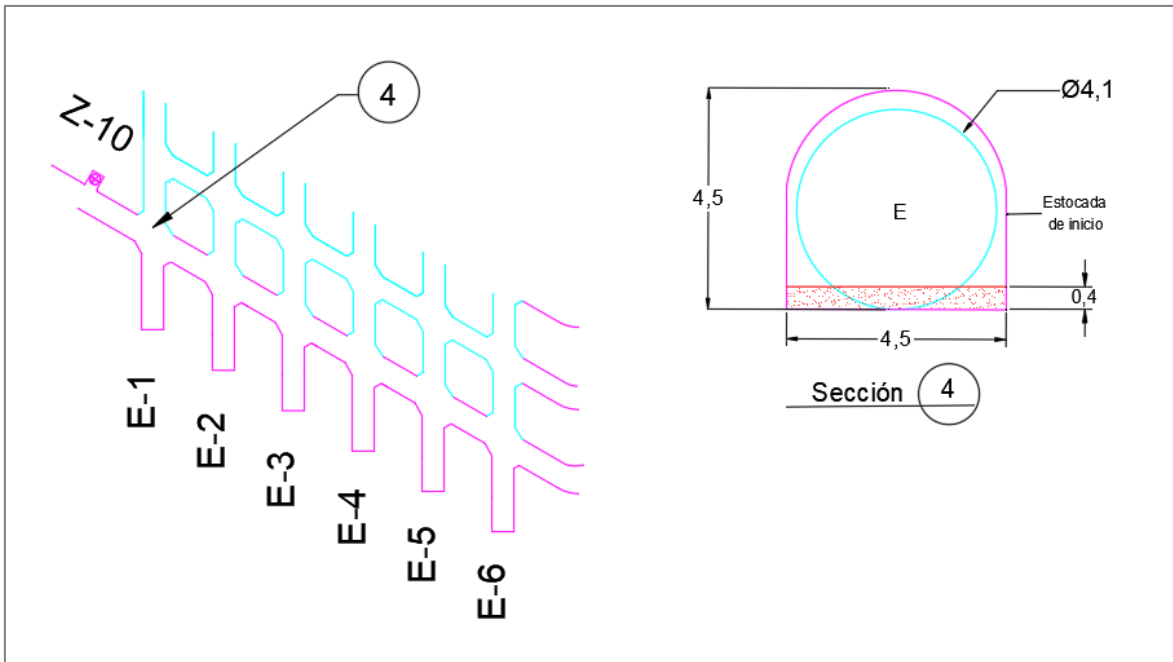 Z-10
4
E-1
E-2
E-3
E-4
E-5
E-6
Ø4,1
4,5
E
Estocada
de inicio
0,4
4,5
Sección 4